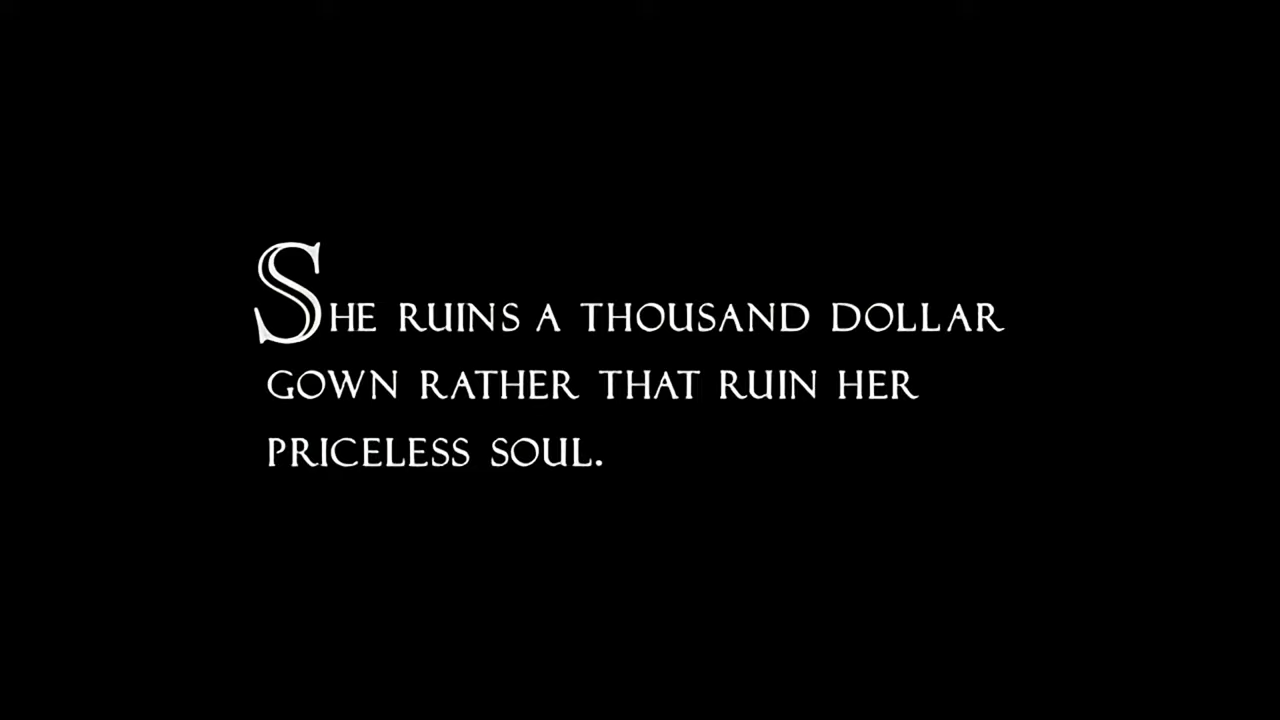 She ruins a thousand dollar
gown rather that ruin her
priceless soul.